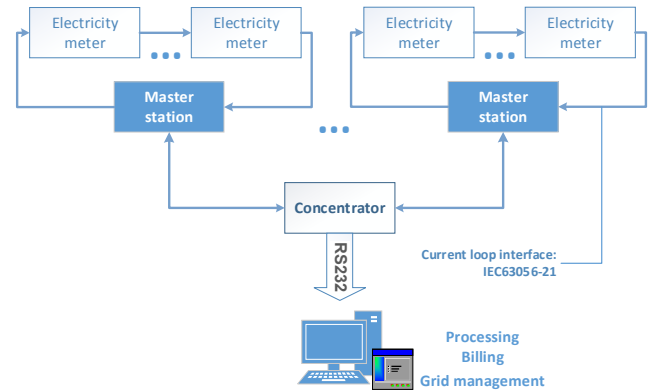 Electricity
meter
Electricity
meter
Electricity
meter
Electricity
meter
Master
station
Master
station
Concentrator
RS232
Current loop interface:
IEC63056-21
Processing
Billing
Grid management